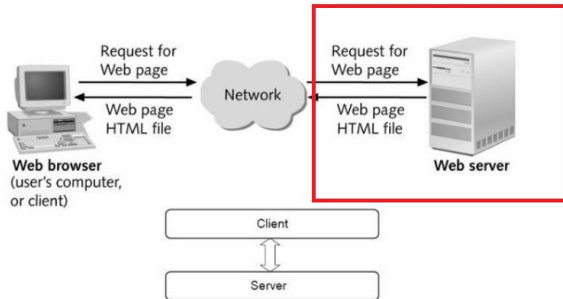 Request for
Web page
Web page
HTML file
Web browser
(user's computer,
or client)
Network
Request for
Web page
Web page
HTML file
Web server
Client
Server